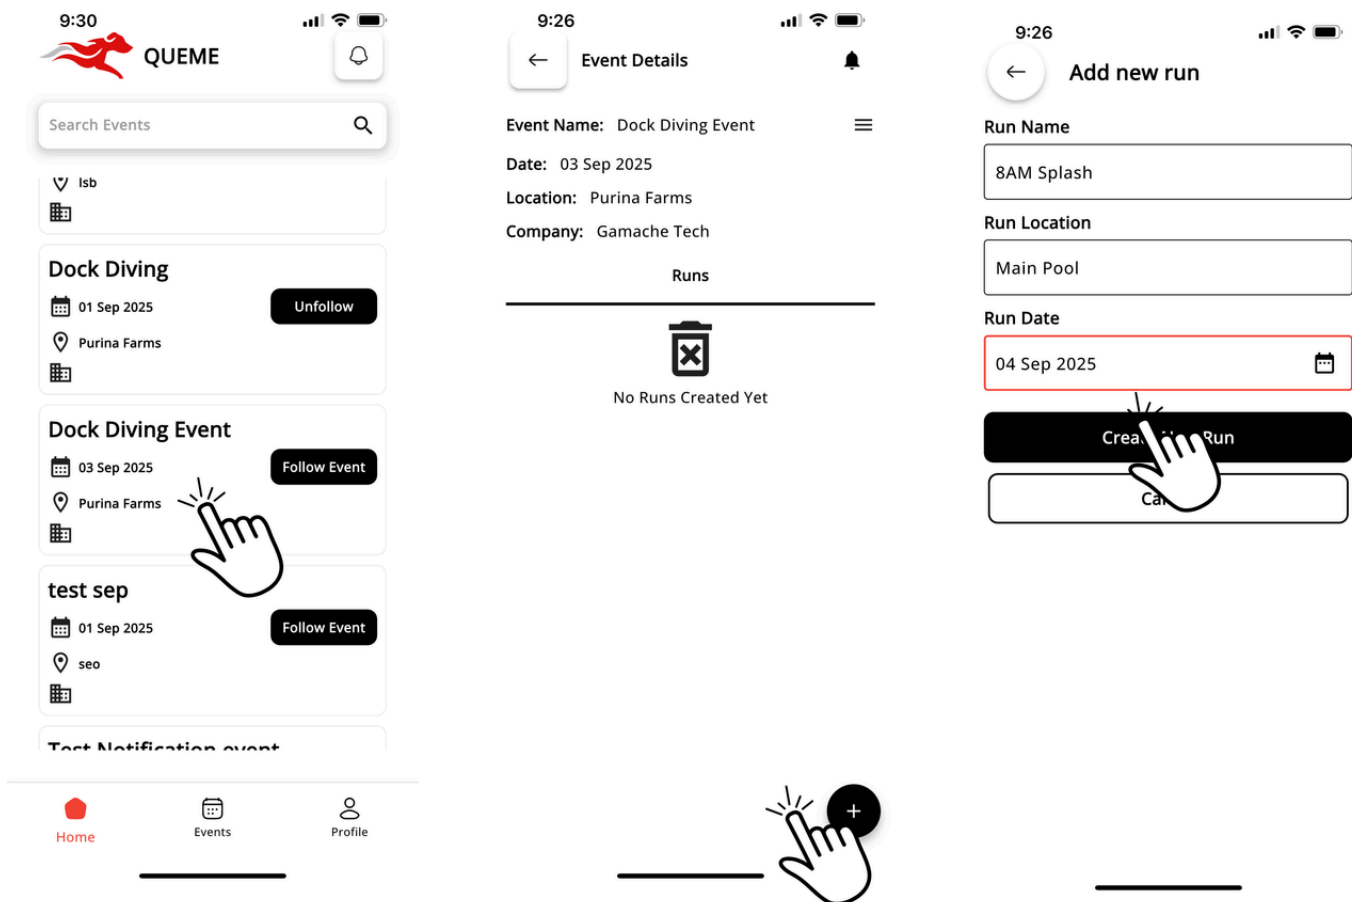 9:30
QUEME
Search Events
lsb
Dock Diving
01 Sep 2025
Unfollow
Purina Farms
Dock Diving Event
03 Sep 2025
Follow Event
Purina Farms
test sep
01 Sep 2025
Follow Event
seo
Test Notification event
Home
Events
Profile
9:26
Event Details
Event Name: Dock Diving Event
Date: 03 Sep 2025
Location: Purina Farms
Company: Gamache Tech
Runs
No Runs Created Yet
9:26
Add new run
Run Name
8AM Splash
Run Location
Main Pool
Run Date
04 Sep 2025
Run